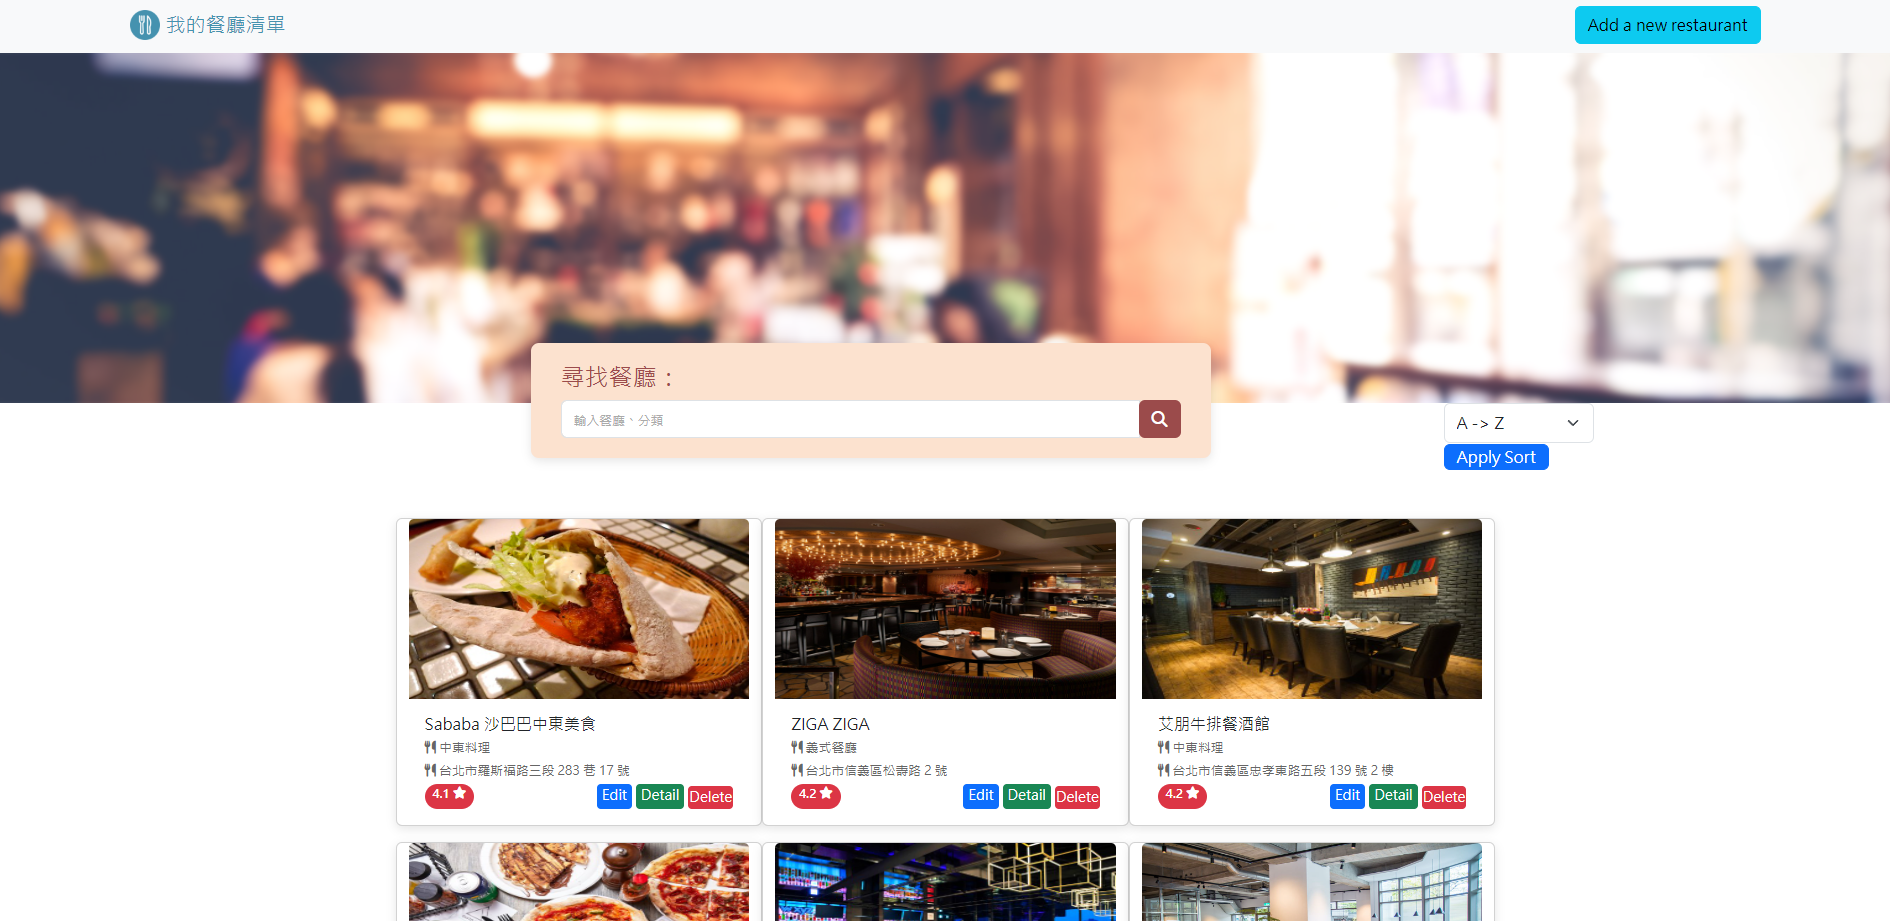 我的餐廳清單
Add a new restaurant
尋找餐廳：
輸入餐廳、分類
A -> Z
Apply Sort
Sababa 沙巴巴中東美食
中東料理
台北市羅斯福路三段 283 巷 17 號
4.1
Edit
Detail
Delete
ZIGA ZIGA
義式餐廳
台北市信義區松壽路 2 號
4.2
Edit
Detail
Delete
艾朋牛排餐酒館
中東料理
台北市信義區忠孝東路五段 139 號 2 樓
4.2
Edit
Detail
Delete